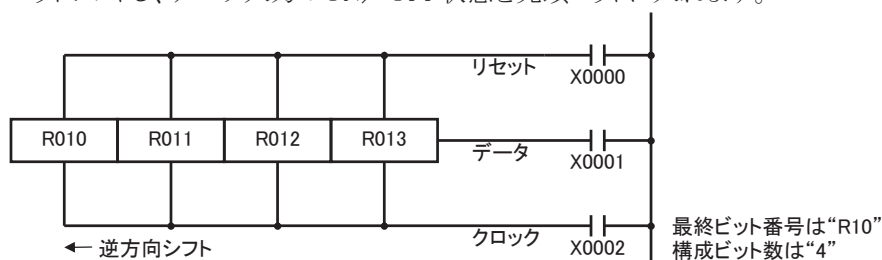 リセット
X0000
R010 R011 R012 R013
データ
X0001
クロック
X0002
← 逆方向シフト
最終ビット番号は“R10”
構成ビット数は“4”